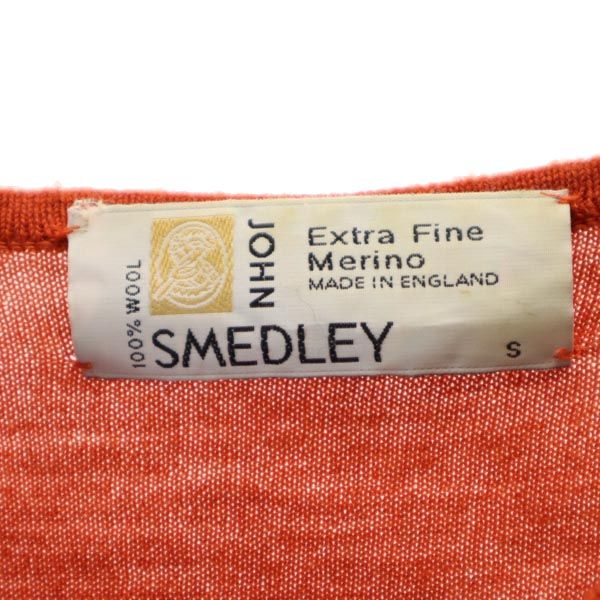 100% WOOL
JOHN
SMEDLEY
Extra Fine
Merino
MADE IN ENGLAND
S